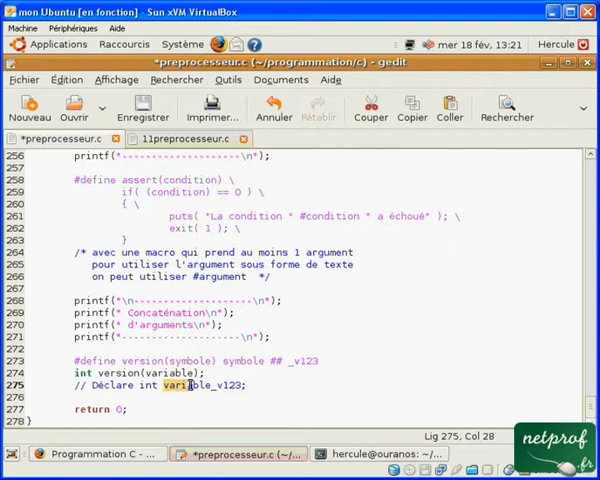 mon Ubuntu [en fonction] - Sun xVM VirtualBox
Machine Périphériques Aide
Applications Raccourcis Système mer 18 fév, 13:21 Hercule
*preprocesseur.c (~/programmation/c) - gedit
Fichier Édition Affichage Rechercher Outils Documents Aide
Nouveau Ouvrir Enregistrer Imprimer... Annuler Rétablir Couper Copier Coller Rechercher
*preprocesseur.c 11preprocesseur.c
256 printf("--------------------\n");
257
258 #define assert(condition) \
259 if( (condition) == 0 ) \
260 { \
261 puts( "La condition " #condition " a échoué" ); \
262 exit( 1 ); \
263 }
264 /* avec une macro qui prend au moins 1 argument
265 pour utiliser l'argument sous forme de texte
266 on peut utiliser #argument */
267
268 printf("\n--------------------\n");
269 printf(" Concaténation\n");
270 printf(" d'arguments\n");
271 printf("--------------------\n");
272
273 #define version(symbole) symbole ## _v123
274 int version(variable);
275 // Déclare int variable_v123;
276
277 return 0;
278 }
Lig 275, Col 28
INS
Programmation C - ...
*preprocesseur.c (~/...
hercule@ouranos: ~/...
netprof
.fr